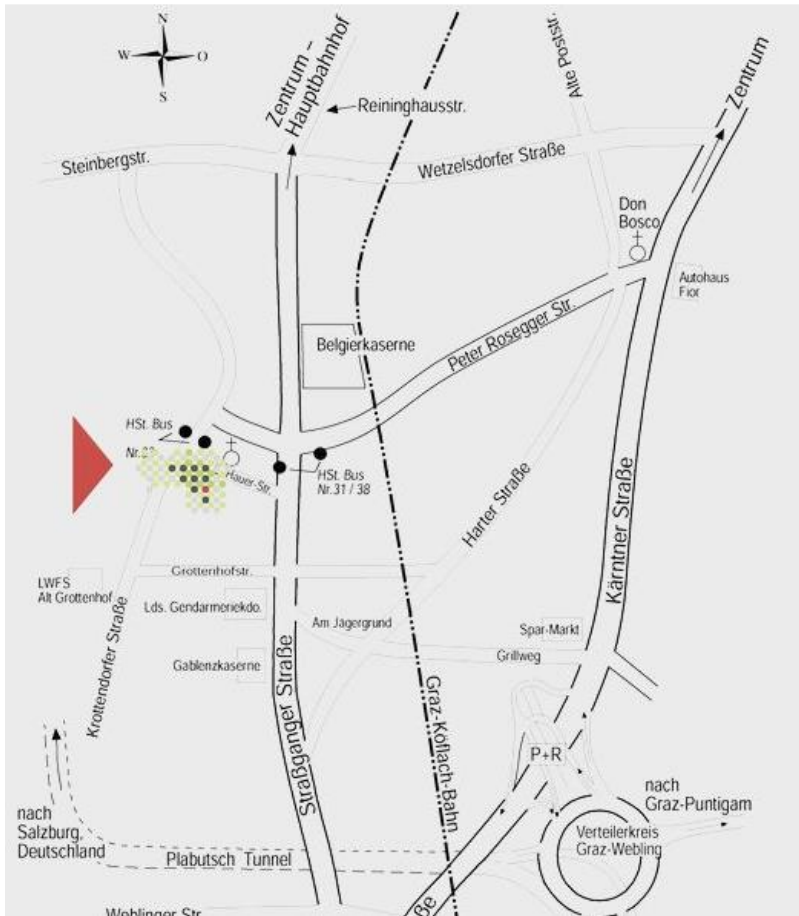 N
W O
S
Zentrum –
Hauptbahnhof
Reininghausstr.
Alte Poststr.
Zentrum
Steinbergstr.
Wetzelsdorfer Straße
Don
Bosco
Autohaus
Fior
Belgierkaserne
Peter Rosegger Str.
HSt. Bus
Nr.
Hauer-Str.
HSt. Bus
Nr.31 / 38
Harter Straße
Kärntner Straße
LWFS
Alt Grottenhof
Grottenhofstr.
Lds. Gendarmeriekdo.
Am Jägergrund
Spar-Markt
Grillweg
Gablenzkaserne
Krottendorfer Straße
Straßganger Straße
Graz-Köflach-Bahn
P+R
nach
Graz-Puntigam
nach
Salzburg,
Deutschland
Verteilerkreis
Graz-Webling
Plabutsch Tunnel
Weblinger Str.
ße